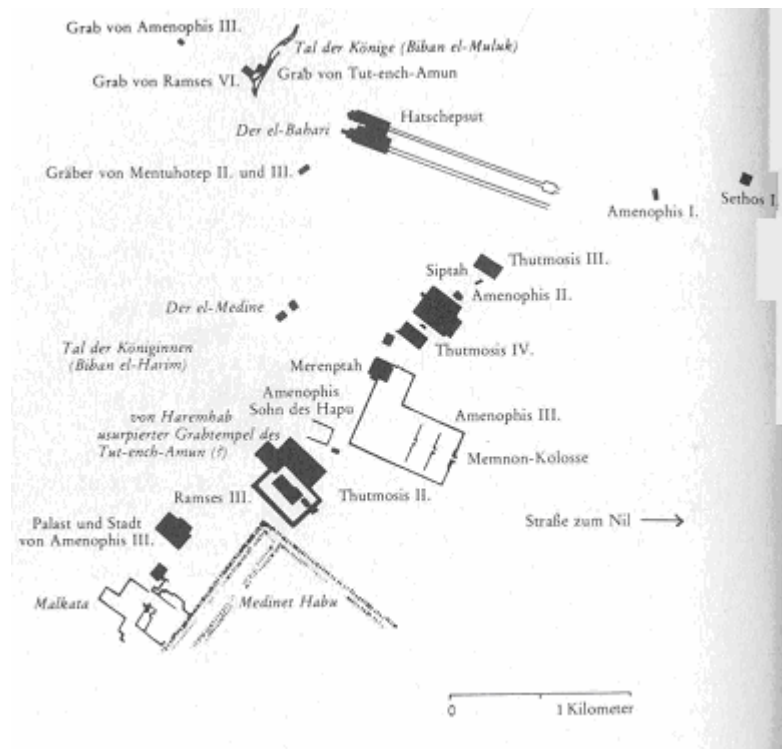 Grab von Amenophis III.
Tal der Könige (Biban el-Muluk)
Grab von Ramses VI.
Grab von Tut-ench-Amun
Hatschepsut
Der el-Bahari
Gräber von Mentuhotep II. und III.
Amenophis I.
Sethos I.
Thutmosis III.
Siptah
Amenophis II.
Der el-Medine
Thutmosis IV.
Tal der Königinnen
(Biban el-Harim)
Merenptah
Amenophis
Sohn des Hapu
Amenophis III.
von Haremhab
usurpierter Grabtempel des
Tut-ench-Amun (?)
Memnon-Kolosse
Ramses III.
Thutmosis II.
Palast und Stadt
von Amenophis III.
Straße zum Nil
Malkata
Medinet Habu
0
1 Kilometer